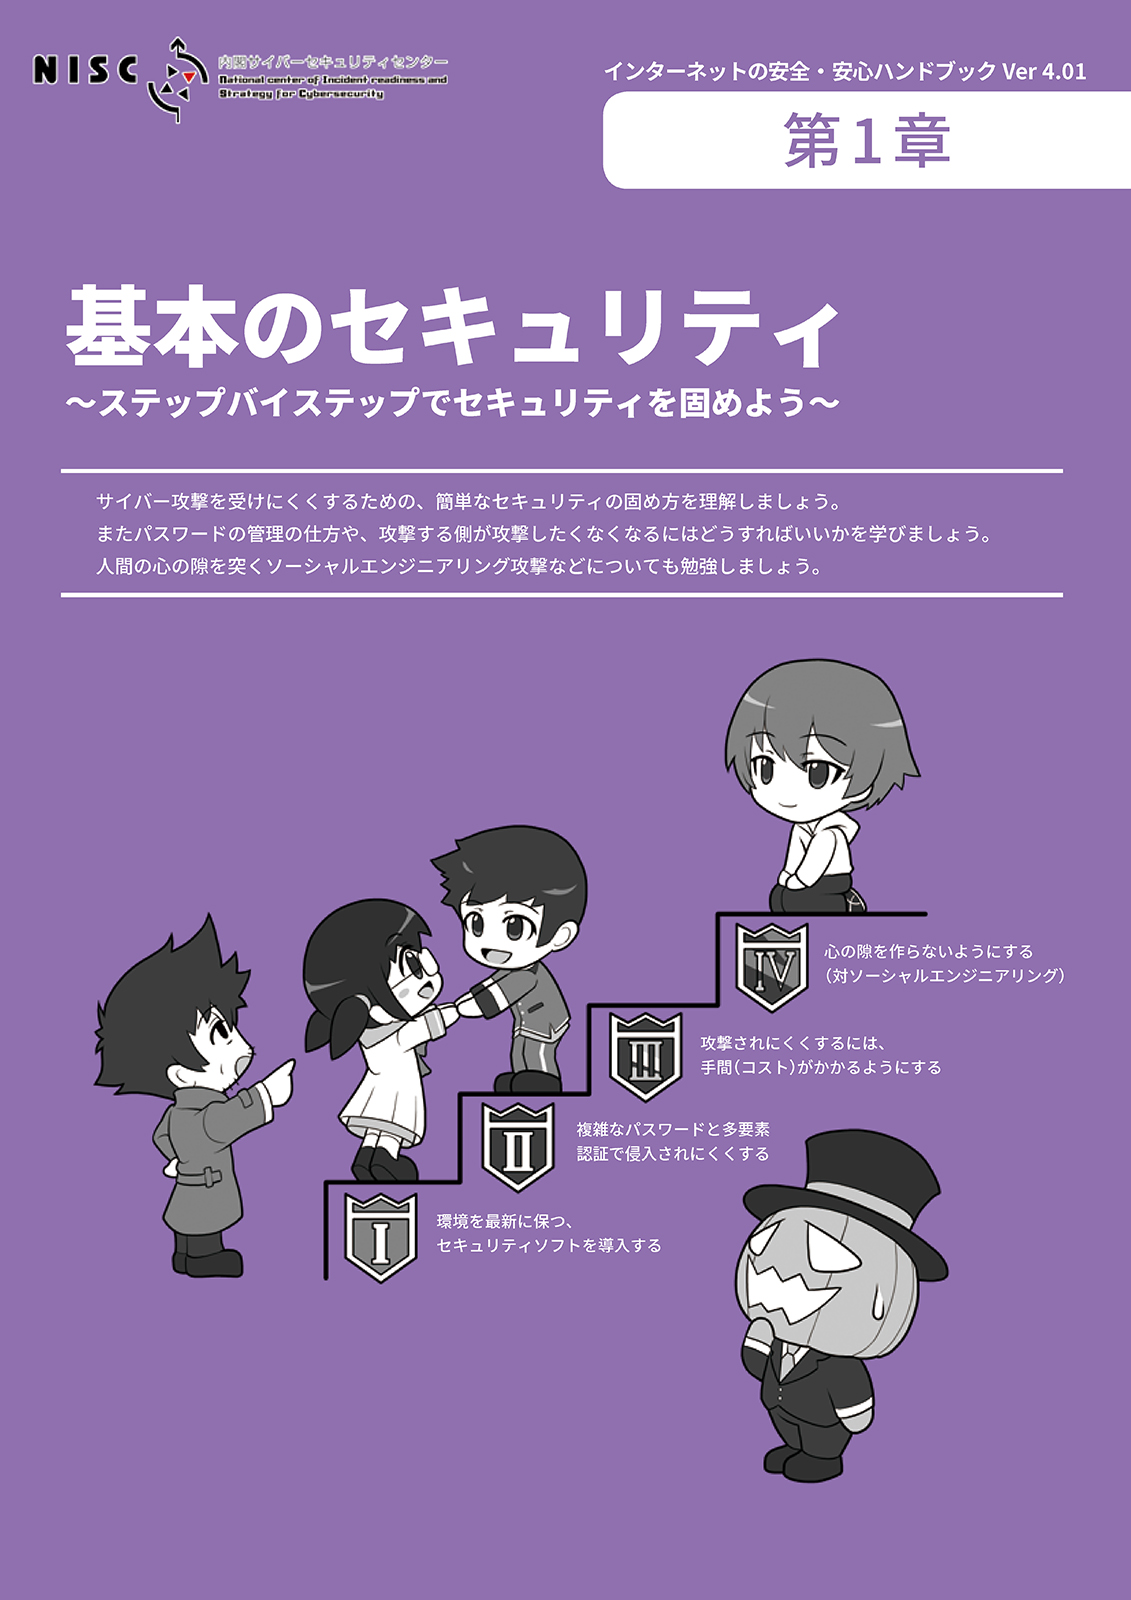 NISC
内閣サイバーセキュリティセンター
National center of Incident readiness and
Strategy for Cybersecurity
インターネットの安全・安心ハンドブック Ver 4.01
第1章
基本のセキュリティ
～ステップバイステップでセキュリティを固めよう～
サイバー攻撃を受けにくくするための、簡単なセキュリティの固め方を理解しましょう。
またパスワードの管理の仕方や、攻撃する側が攻撃したくなくなるにはどうすればいいかを学びましょう。
人間の心の隙を突くソーシャルエンジニアリング攻撃などについても勉強しましょう。
IV
心の隙を作らないようにする
（対ソーシャルエンジニアリング）
III
攻撃されにくくするには、
手間（コスト）がかかるようにする
II
複雑なパスワードと多要素
認証で侵入されにくくする
I
環境を最新に保つ、
セキュリティソフトを導入する